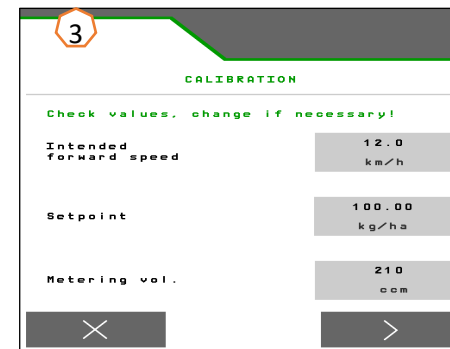 3
CALIBRATION
Check values, change if necessary!
Intended
forward speed
12.0
km/h
Setpoint
100.00
kg/ha
Metering vol.
210
ccm